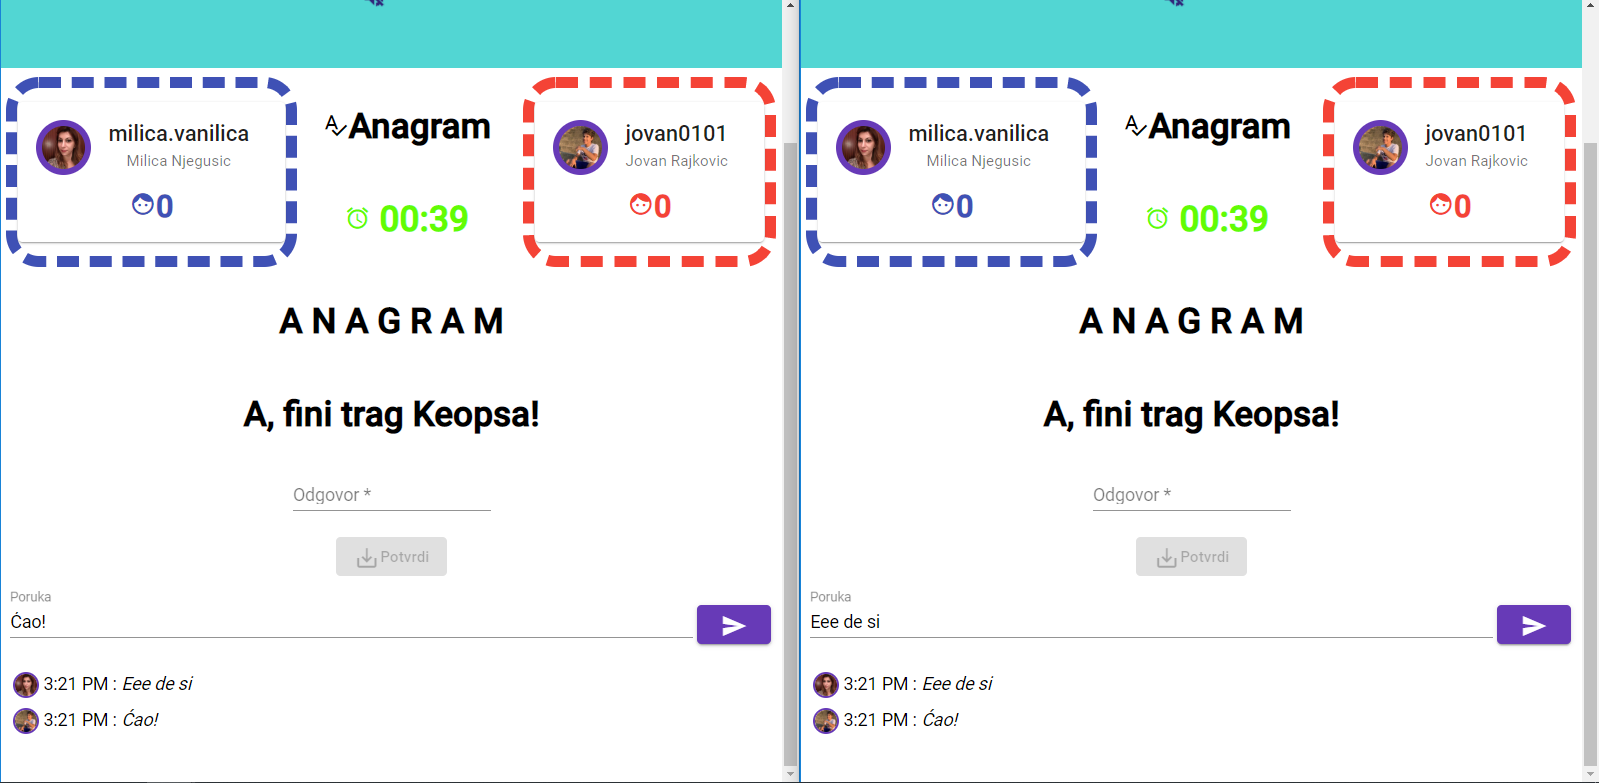 milica.vanilica
Milica Njegusic
0
Anagram
00:39
jovan0101
Jovan Rajkovic
0
A N A G R A M
A, fini trag Keopsa!
Odgovor *
Potvrdi
Poruka
Ćao!
3:21 PM : Eee de si
3:21 PM : Ćao!
milica.vanilica
Milica Njegusic
0
Anagram
00:39
jovan0101
Jovan Rajkovic
0
A N A G R A M
A, fini trag Keopsa!
Odgovor *
Potvrdi
Poruka
Eee de si
3:21 PM : Eee de si
3:21 PM : Ćao!